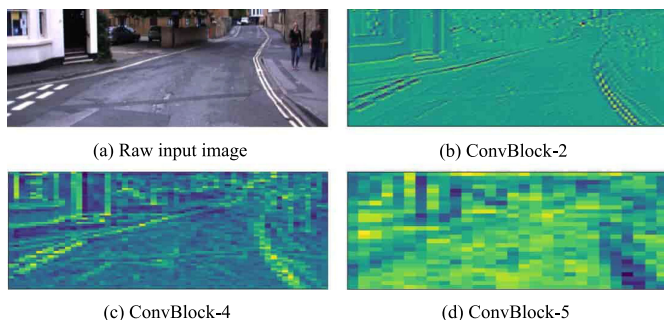 (a) Raw input image
(b) ConvBlock-2
(c) ConvBlock-4
(d) ConvBlock-5